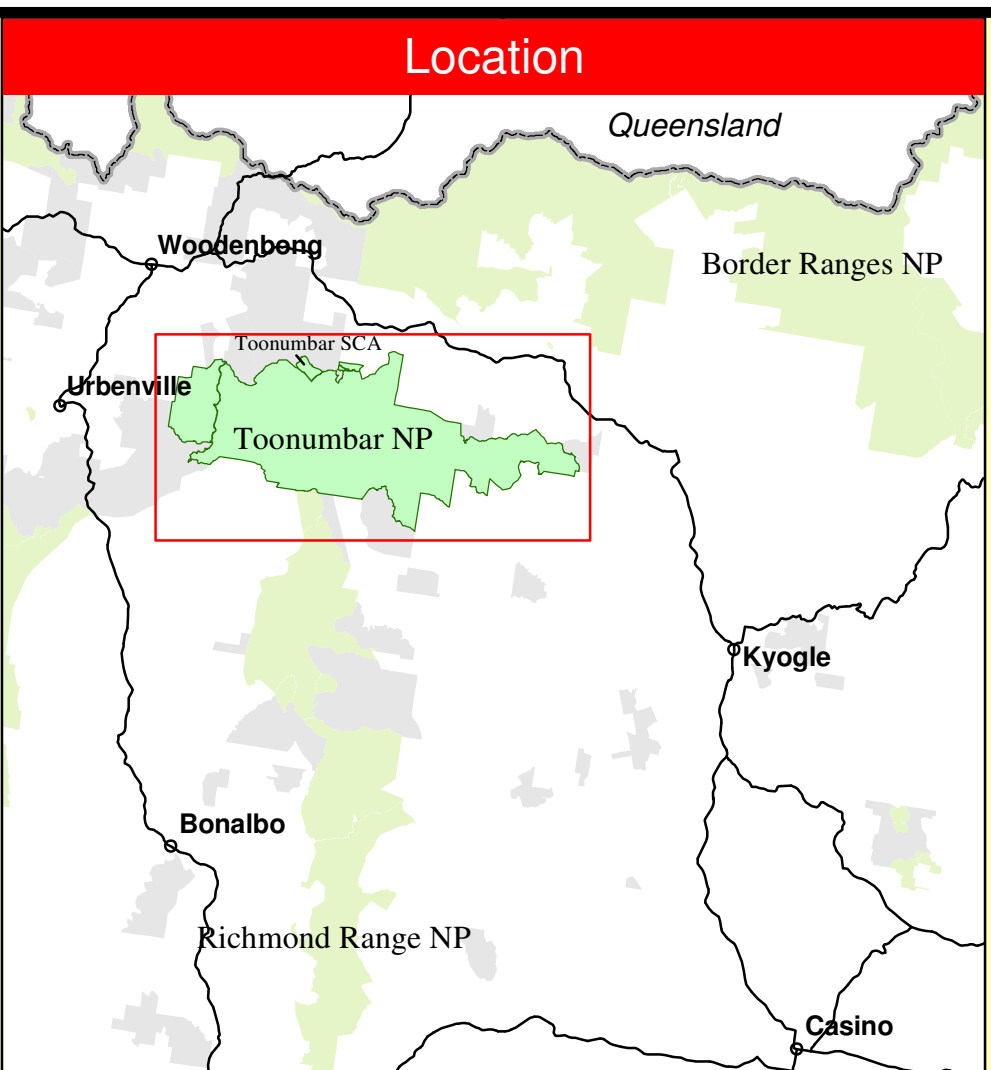 Location
Queensland
Woodenbong
Border Ranges NP
Toonumbar SCA
Urbenville
Toonumbar NP
Kyogle
Bonalbo
Richmond Range NP
Casino